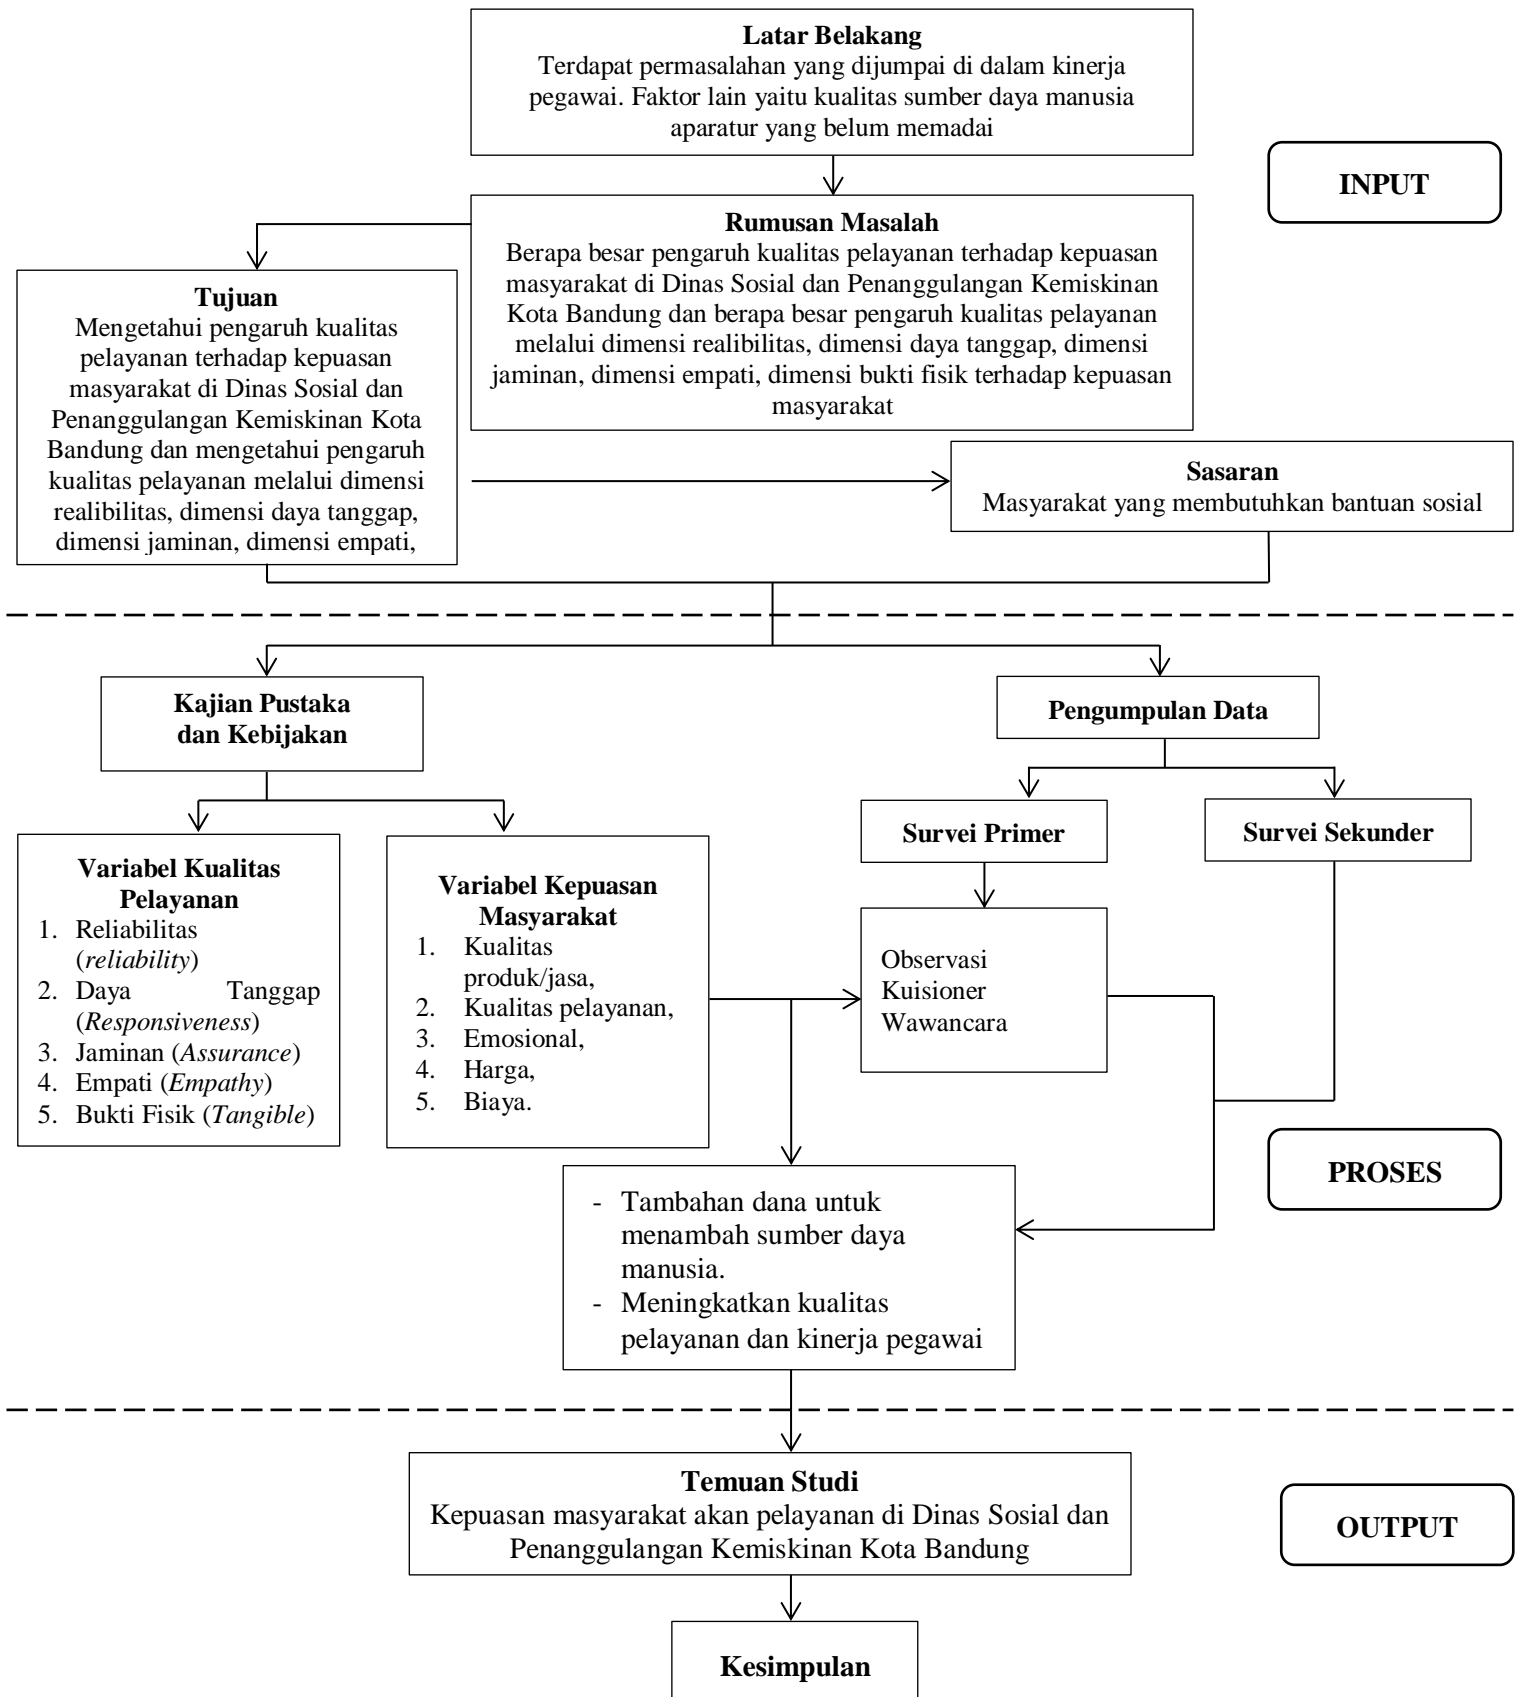 Latar Belakang
Terdapat permasalahan yang dijumpai di dalam kinerja
pegawai. Faktor lain yaitu kualitas sumber daya manusia
aparatur yang belum memadai
INPUT
Rumusan Masalah
Berapa besar pengaruh kualitas pelayanan terhadap kepuasan
masyarakat di Dinas Sosial dan Penanggulangan Kemiskinan
Kota Bandung dan berapa besar pengaruh kualitas pelayanan
melalui dimensi realibilitas, dimensi daya tanggap, dimensi
jaminan, dimensi empati, dimensi bukti fisik terhadap kepuasan
masyarakat
Tujuan
Mengetahui pengaruh kualitas
pelayanan terhadap kepuasan
masyarakat di Dinas Sosial dan
Penanggulangan Kemiskinan Kota
Bandung dan mengetahui pengaruh
kualitas pelayanan melalui dimensi
realibilitas, dimensi daya tanggap,
dimensi jaminan, dimensi empati,
Sasaran
Masyarakat yang membutuhkan bantuan sosial
Kajian Pustaka
dan Kebijakan
Pengumpulan Data
Survei Primer
Survei Sekunder
Variabel Kualitas
Pelayanan
1. Reliabilitas
(reliability)
2. Daya Tanggap
(Responsiveness)
3. Jaminan (Assurance)
4. Empati (Empathy)
5. Bukti Fisik (Tangible)
Variabel Kepuasan
Masyarakat
1. Kualitas
produk/jasa,
2. Kualitas pelayanan,
3. Emosional,
4. Harga,
5. Biaya.
Observasi
Kuisioner
Wawancara
PROSES
- Tambahan dana untuk
menambah sumber daya
manusia.
- Meningkatkan kualitas
pelayanan dan kinerja pegawai
Temuan Studi
Kepuasan masyarakat akan pelayanan di Dinas Sosial dan
Penanggulangan Kemiskinan Kota Bandung
OUTPUT
Kesimpulan